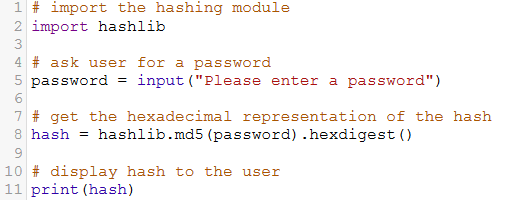 1 # import the hashing module
2 import hashlib
3
4 # ask user for a password
5 password = input("Please enter a password")
6
7 # get the hexadecimal representation of the hash
8 hash = hashlib.md5(password).hexdigest()
9
10 # display hash to the user
11 print(hash)